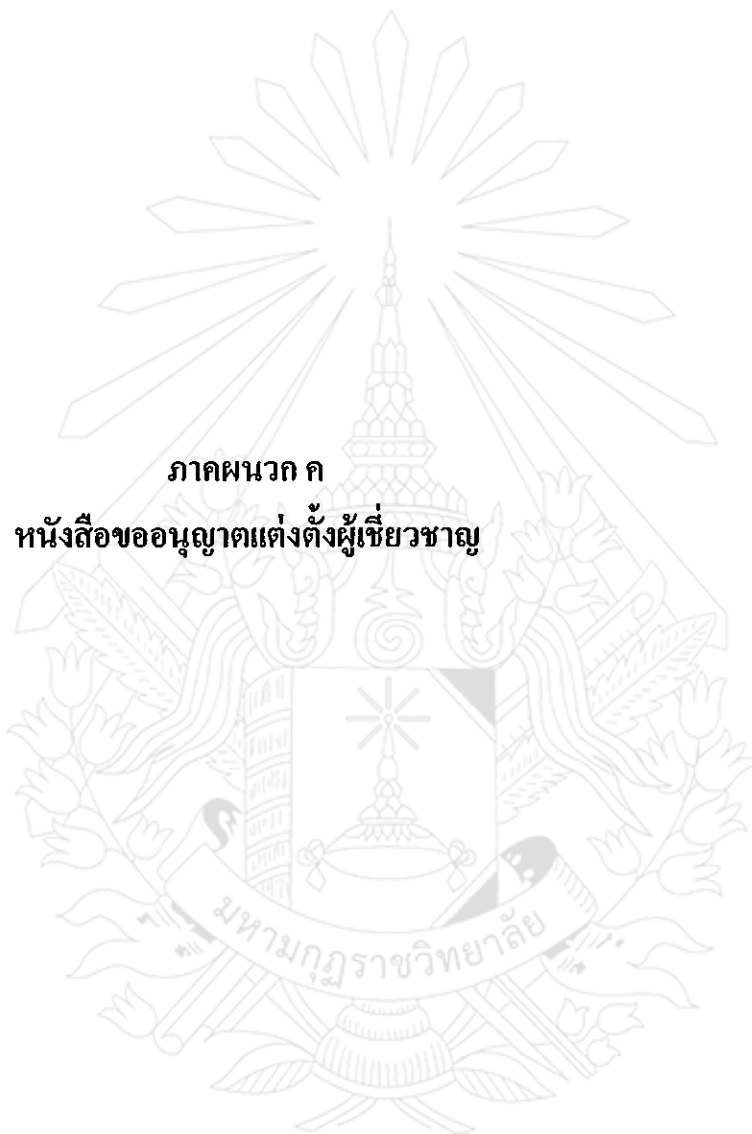 ภาคผนวก ค
หนังสือขออนุญาตแต่งตั้งผู้เชี่ยวชาญ
มหามกุฏราชวิทยาลัย